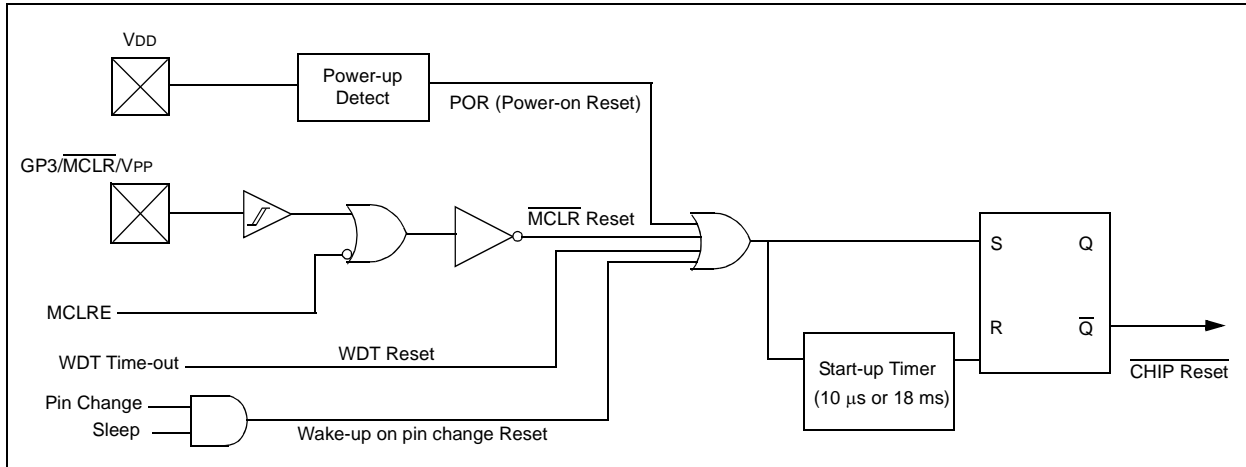 VDD
Power-up
Detect
POR (Power-on Reset)
GP3/MCLR/VPP
MCLR Reset
MCLRE
WDT Time-out
WDT Reset
Pin Change
Sleep
Wake-up on pin change Reset
S
Q
R
Q
Start-up Timer
(10 μs or 18 ms)
CHIP Reset